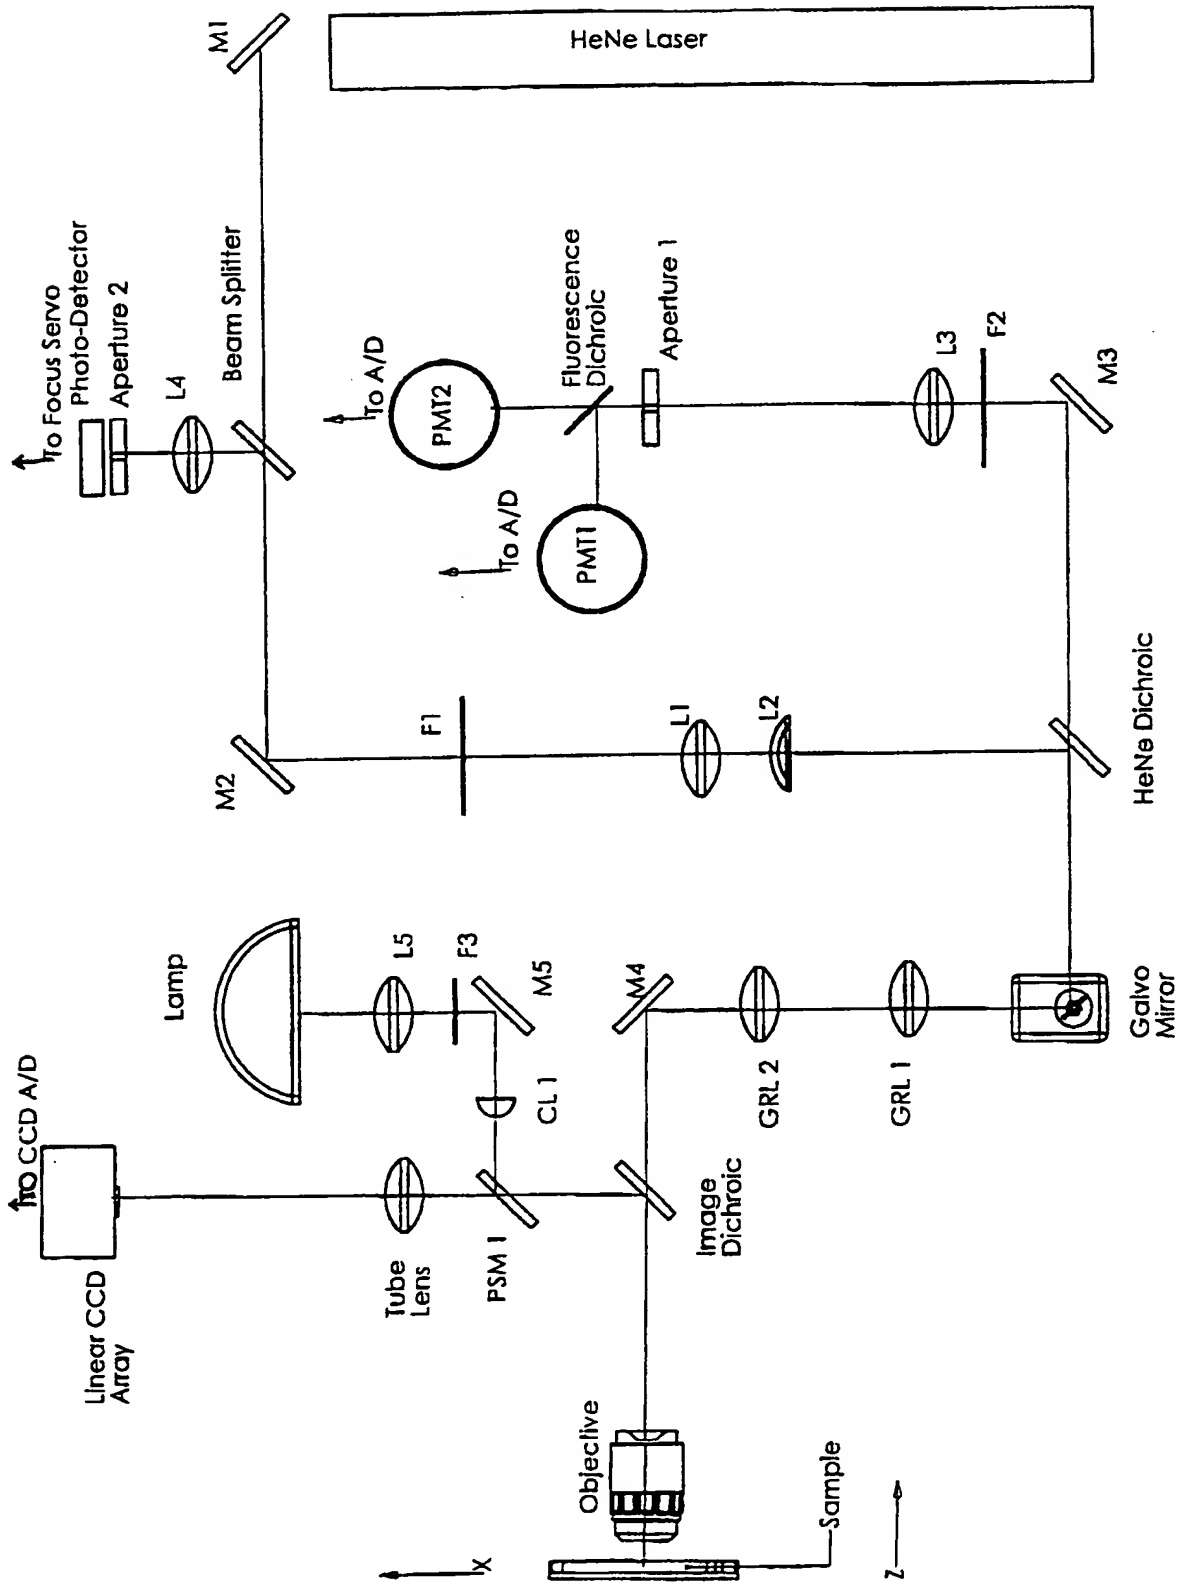 M1
HeNe Laser
To Focus Servo
Photo-Detector
Aperture 2
L4
Beam Splitter
To A/D
PMT2
Fluorescence
Dichroic
Aperture 1
To A/D
PMT1
L3
F2
M3
M2
F1
L1
L2
HeNe Dichroic
Lamp
L5
F3
M5
M4
CL 1
GRL 2
GRL 1
Galvo
Mirror
TO CCD A/D
Linear CCD
Array
Tube
Lens
PSM 1
Image
Dichroic
Objective
X
Sample
Z